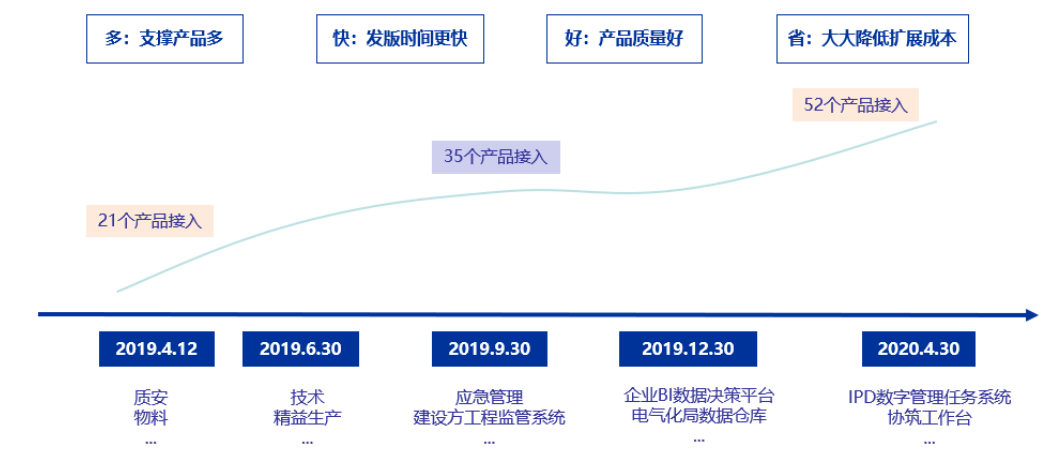 多：支撑产品多
快：发版时间更快
好：产品质量好
省：大大降低扩展成本
52个产品接入
35个产品接入
21个产品接入
2019.4.12
2019.6.30
2019.9.30
2019.12.30
2020.4.30
质安
物料
...
技术
精益生产
...
应急管理
建设方工程监管系统
...
企业BI数据决策平台
电气化局数据仓库
...
IPD数字管理任务系统
协筑工作台
...